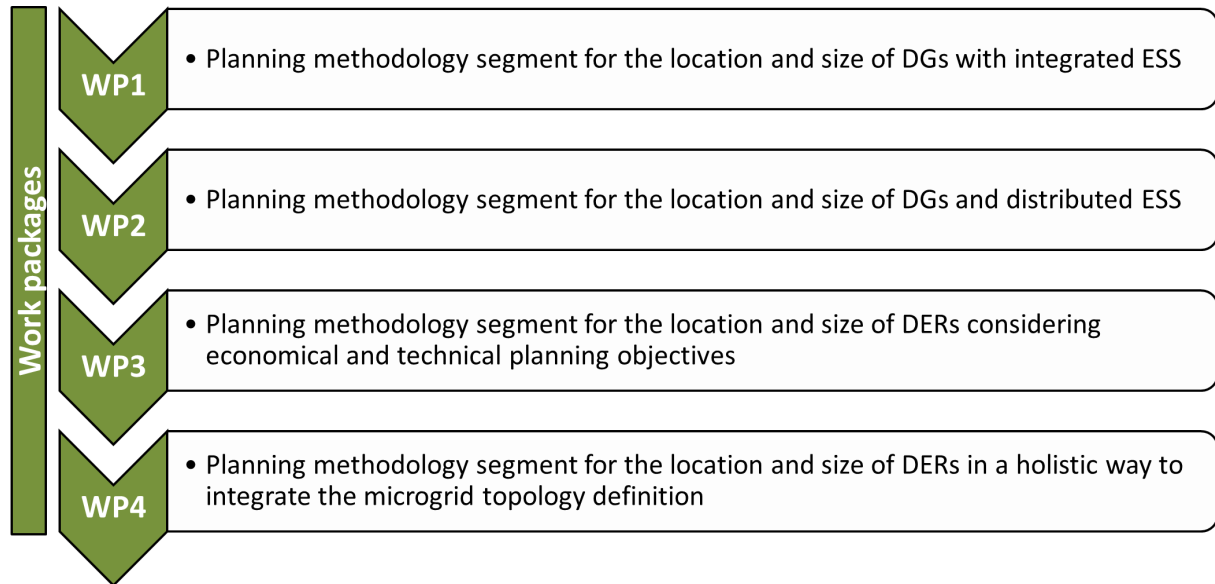 Work packages
WP1
• Planning methodology segment for the location and size of DGs with integrated ESS
WP2
• Planning methodology segment for the location and size of DGs and distributed ESS
WP3
• Planning methodology segment for the location and size of DERs considering
economical and technical planning objectives
WP4
• Planning methodology segment for the location and size of DERs in a holistic way to
integrate the microgrid topology definition